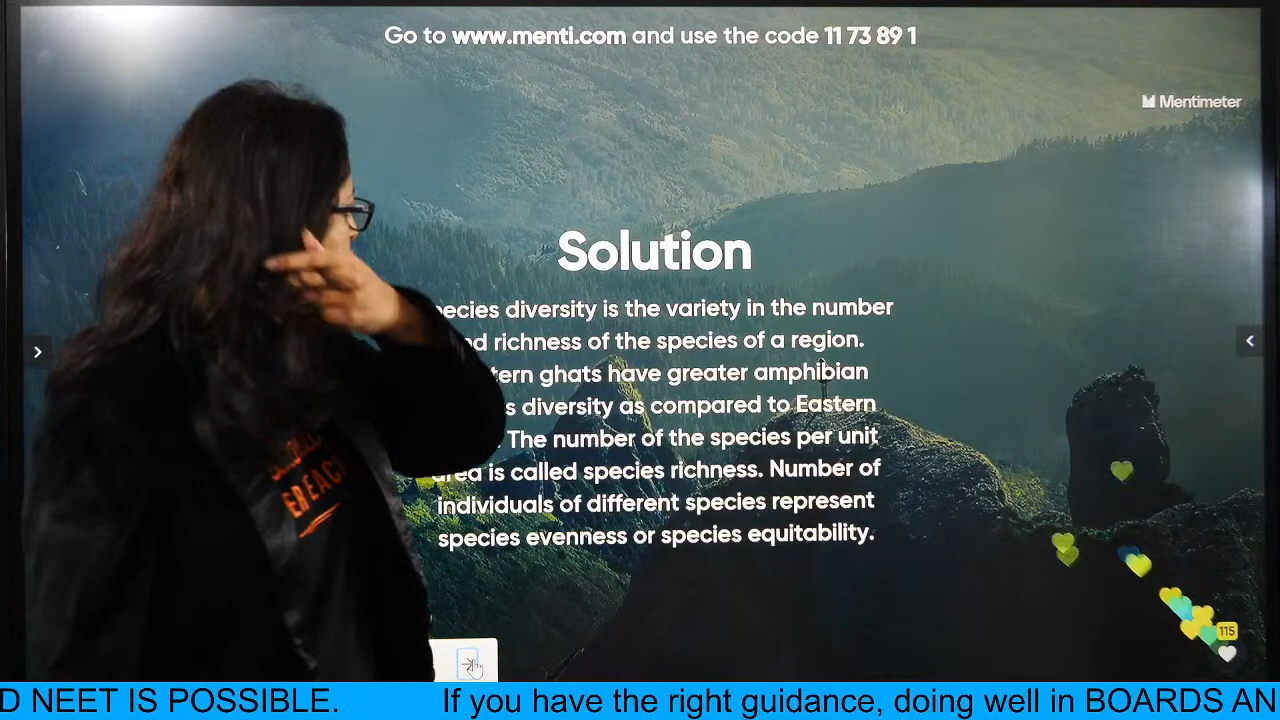 Go to www.menti.com and use the code 11 73 89 1
Mentimeter
Solution
pecies diversity is the variety in the number
nd richness of the species of a region.
tern ghats have greater amphibian
s diversity as compared to Eastern
. The number of the species per unit
area is called species richness. Number of
individuals of different species represent
species evenness or species equitability.
EREAC
115
D NEET IS POSSIBLE. If you have the right guidance, doing well in BOARDS AN